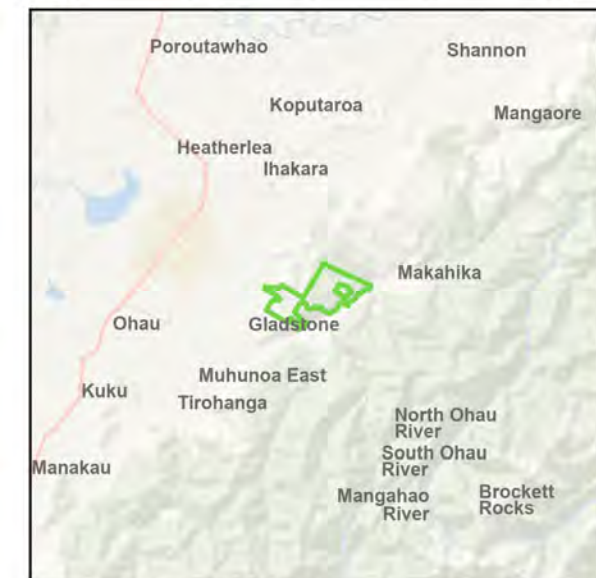 Poroutawhao
Shannon
Koputaroa
Mangaore
Heatherlea
Ihakara
Makahika
Ohau
Gladstone
Muhunoa East
Kuku
Tirohanga
North Ohau
River
South Ohau
River
Manakau
Mangahao
River
Brockett
Rocks